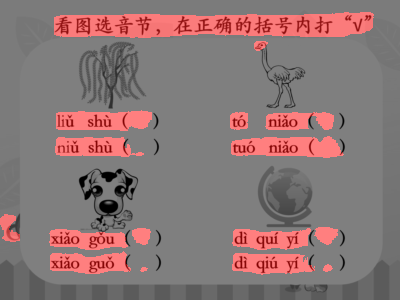 看图选音节，在正确的括号内打“√”
liǔ shù ( )
tó niǎo ( )
niǔ shù ( )
tuó niǎo ( )
xiǎo gǒu ( )
dì quí yí ( )
xiǎo guǒ ( )
dì qiú yí ( )